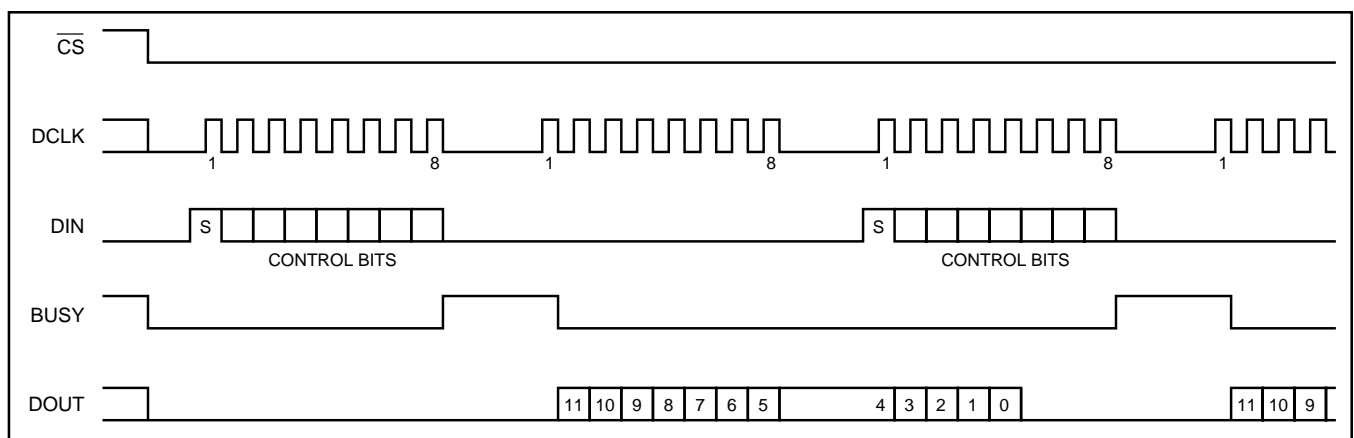 CS
DCLK
1 8 1 8 1 8 1
DIN S S
CONTROL BITS CONTROL BITS
BUSY
DOUT 11 10 9 8 7 6 5 4 3 2 1 0 11 10 9